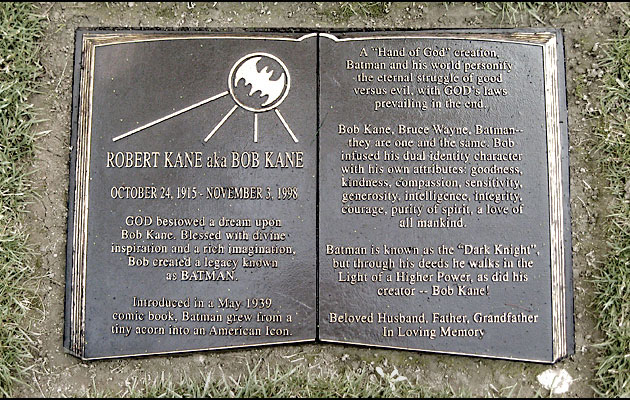 ROBERT KANE aka BOB KANE
OCTOBER 24, 1915 - NOVEMBER 3, 1998
GOD bestowed a dream upon
Bob Kane. Blessed with divine
inspiration and a rich imagination,
Bob created a legacy known
as BATMAN.
Introduced in a May 1939
comic book, Batman grew from a
tiny acorn into an American Icon.
A "Hand of God" creation,
Batman and his world personify
the eternal struggle of good
versus evil, with GOD's laws
prevailing in the end.
Bob Kane, Bruce Wayne, Batman--
they are one and the same. Bob
infused his dual identity character
with his own attributes: goodness,
kindness, compassion, sensitivity,
generosity, intelligence, integrity,
courage, purity of spirit, a love of
all mankind.
Batman is known as the "Dark Knight",
but through his deeds he walks in the
Light of a Higher Power, as did his
creator -- Bob Kane!
Beloved Husband, Father, Grandfather
In Loving Memory